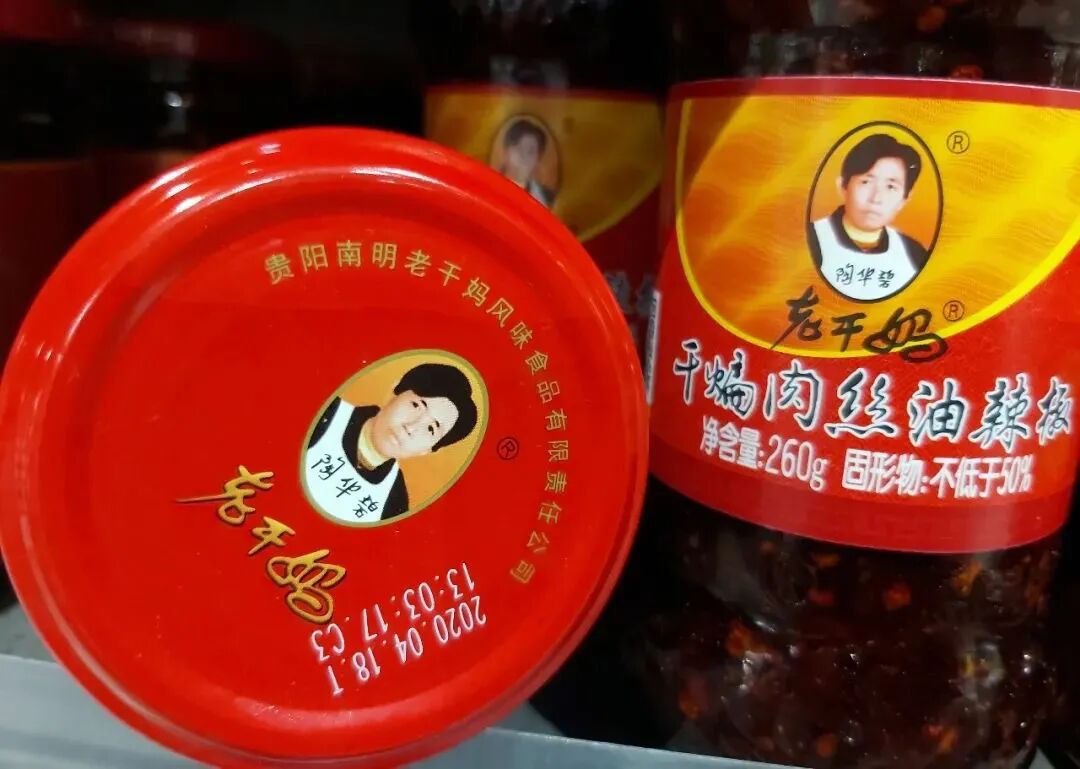 贵阳南明老干妈风味食品有限责任公司
®
陶华碧
老干妈
2020.04.18.T
13:03:17.C3
®
陶华碧
老干妈®
干煸肉丝油辣椒
净含量:260g 固形物:不低于50%